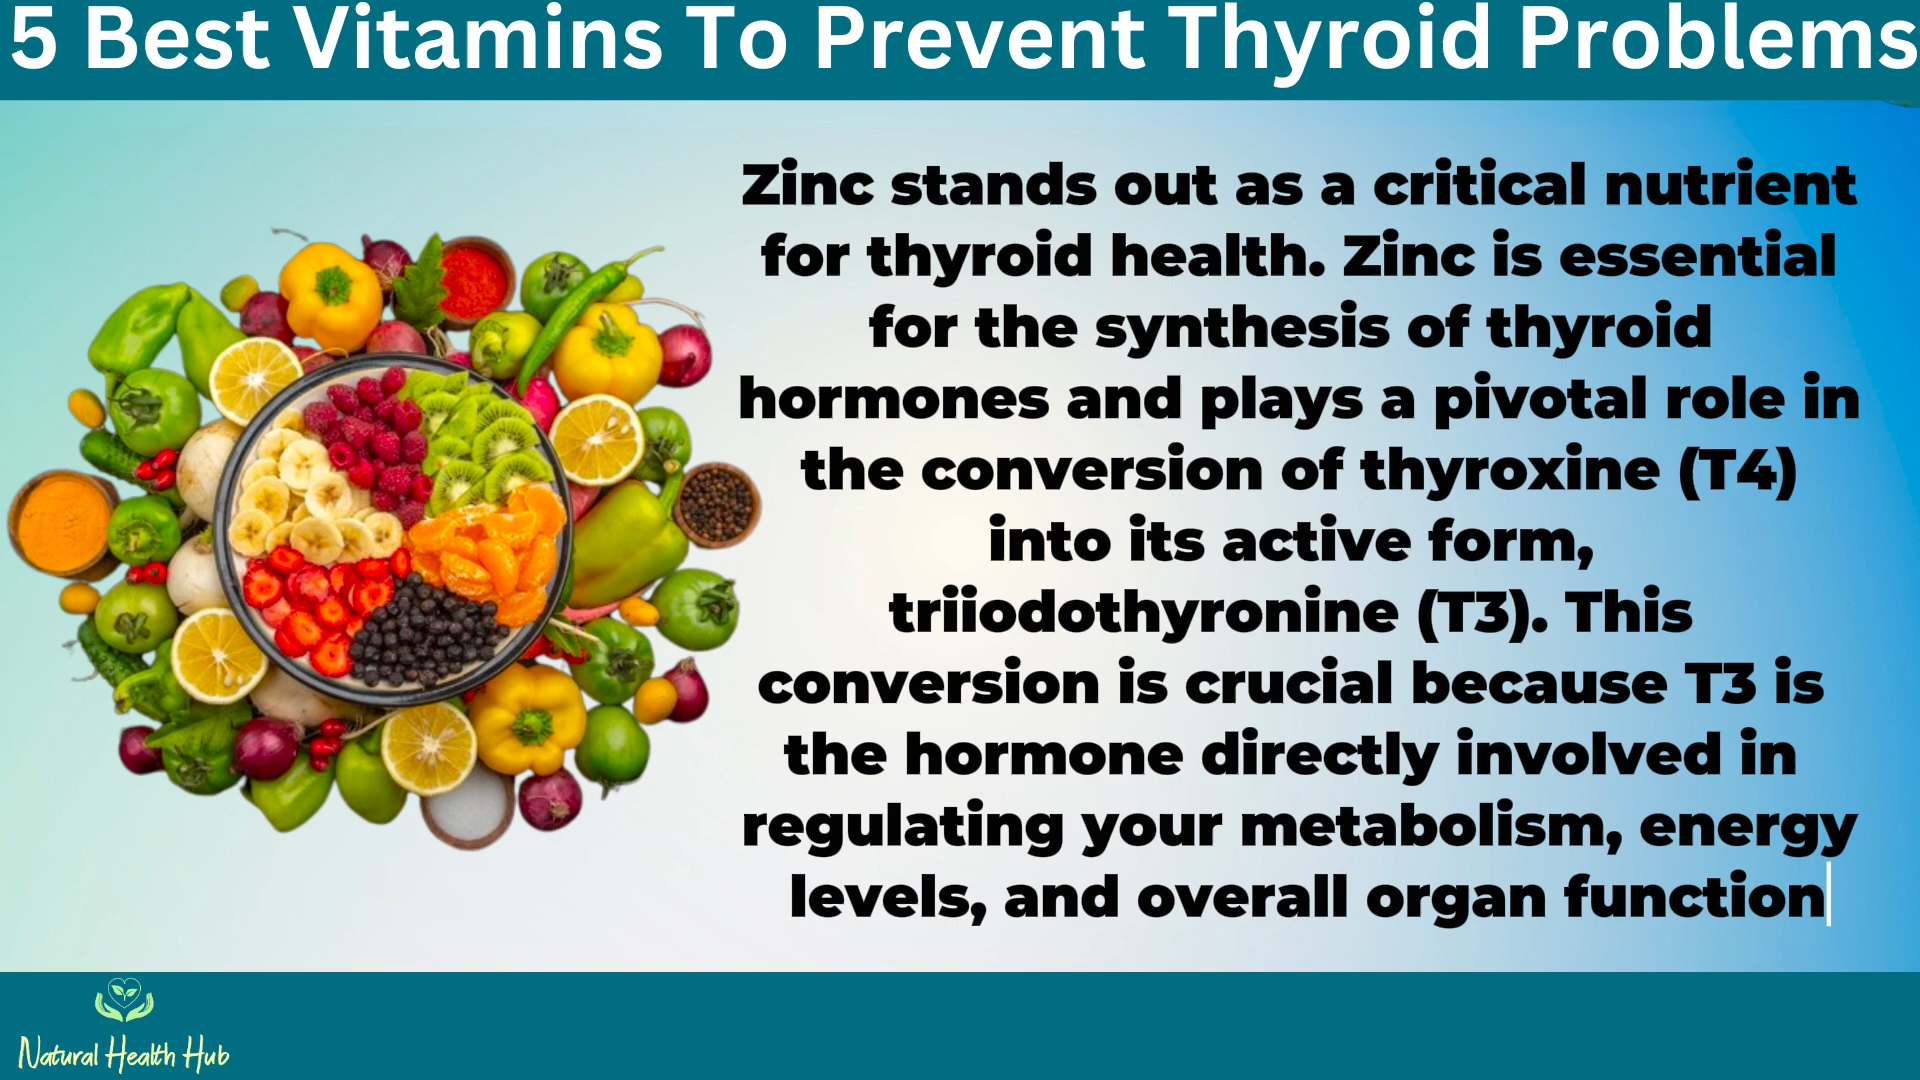 5 Best Vitamins To Prevent Thyroid Problems
Zinc stands out as a critical nutrient
for thyroid health. Zinc is essential
for the synthesis of thyroid
hormones and plays a pivotal role in
the conversion of thyroxine (T4)
into its active form,
triiodothyronine (T3). This
conversion is crucial because T3 is
the hormone directly involved in
regulating your metabolism, energy
levels, and overall organ function
Natural Health Hub